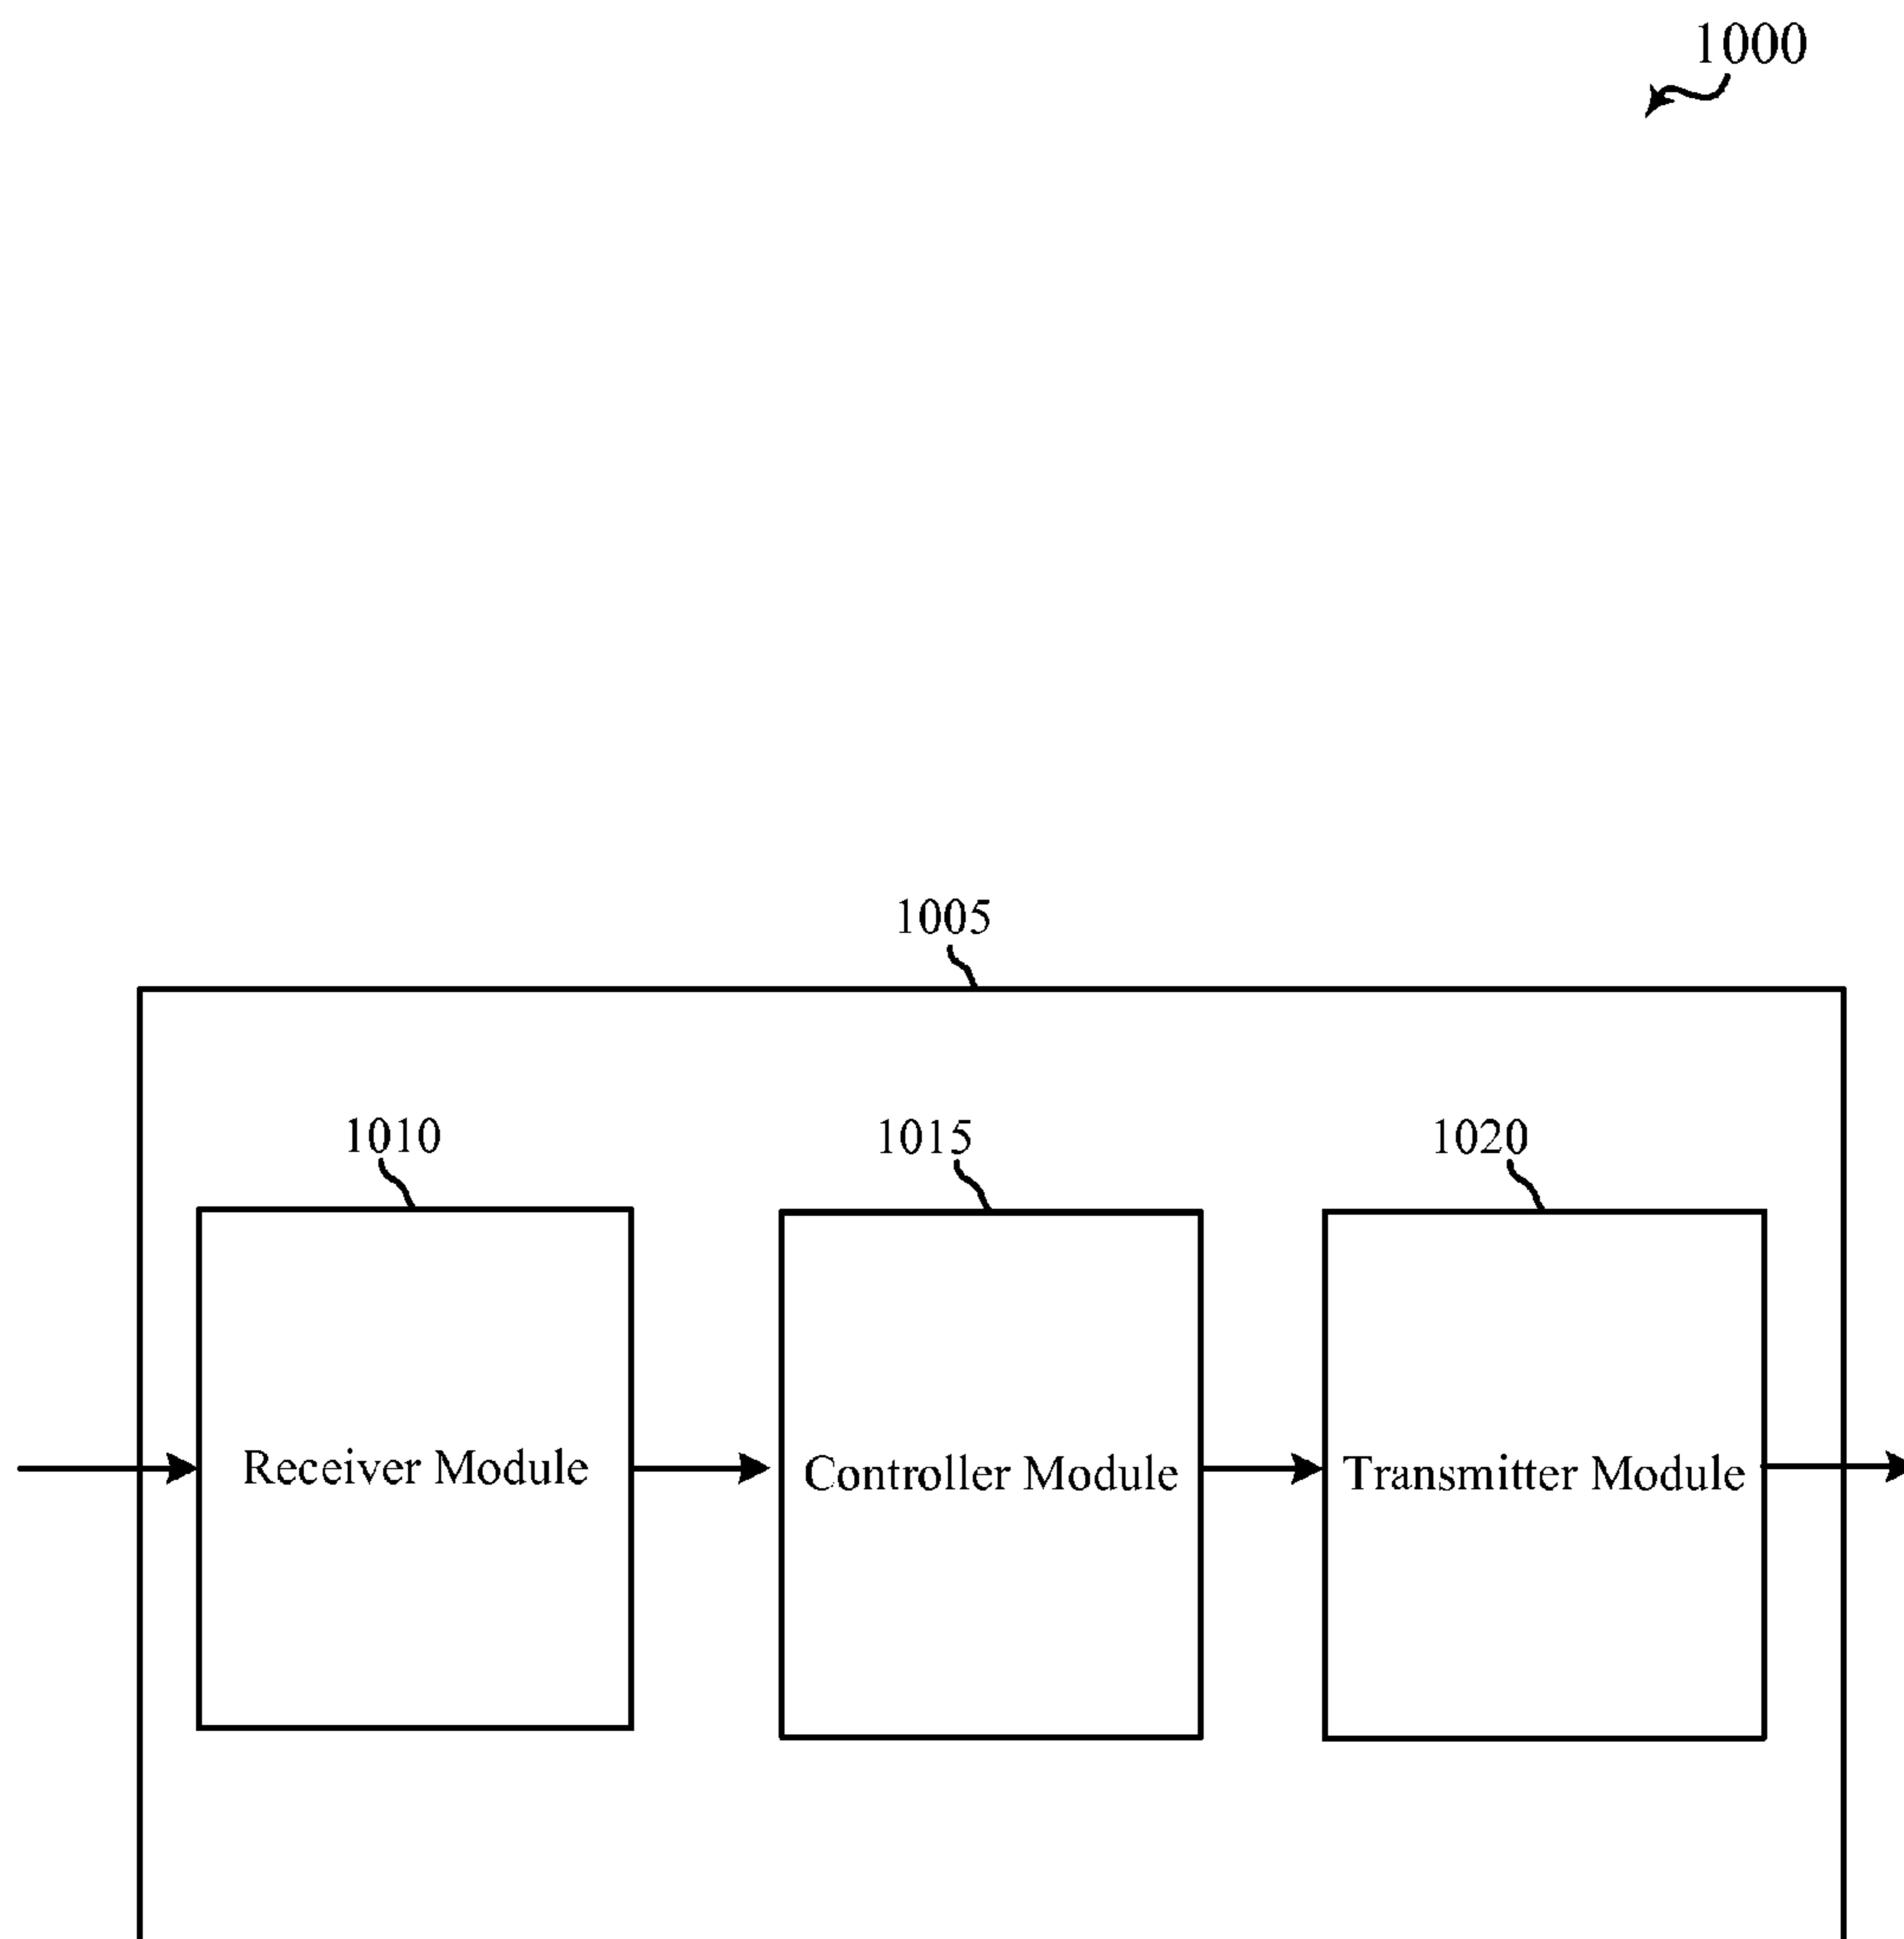 1000
1005
1010
1015
1020
Receiver Module
Controller Module
Transmitter Module